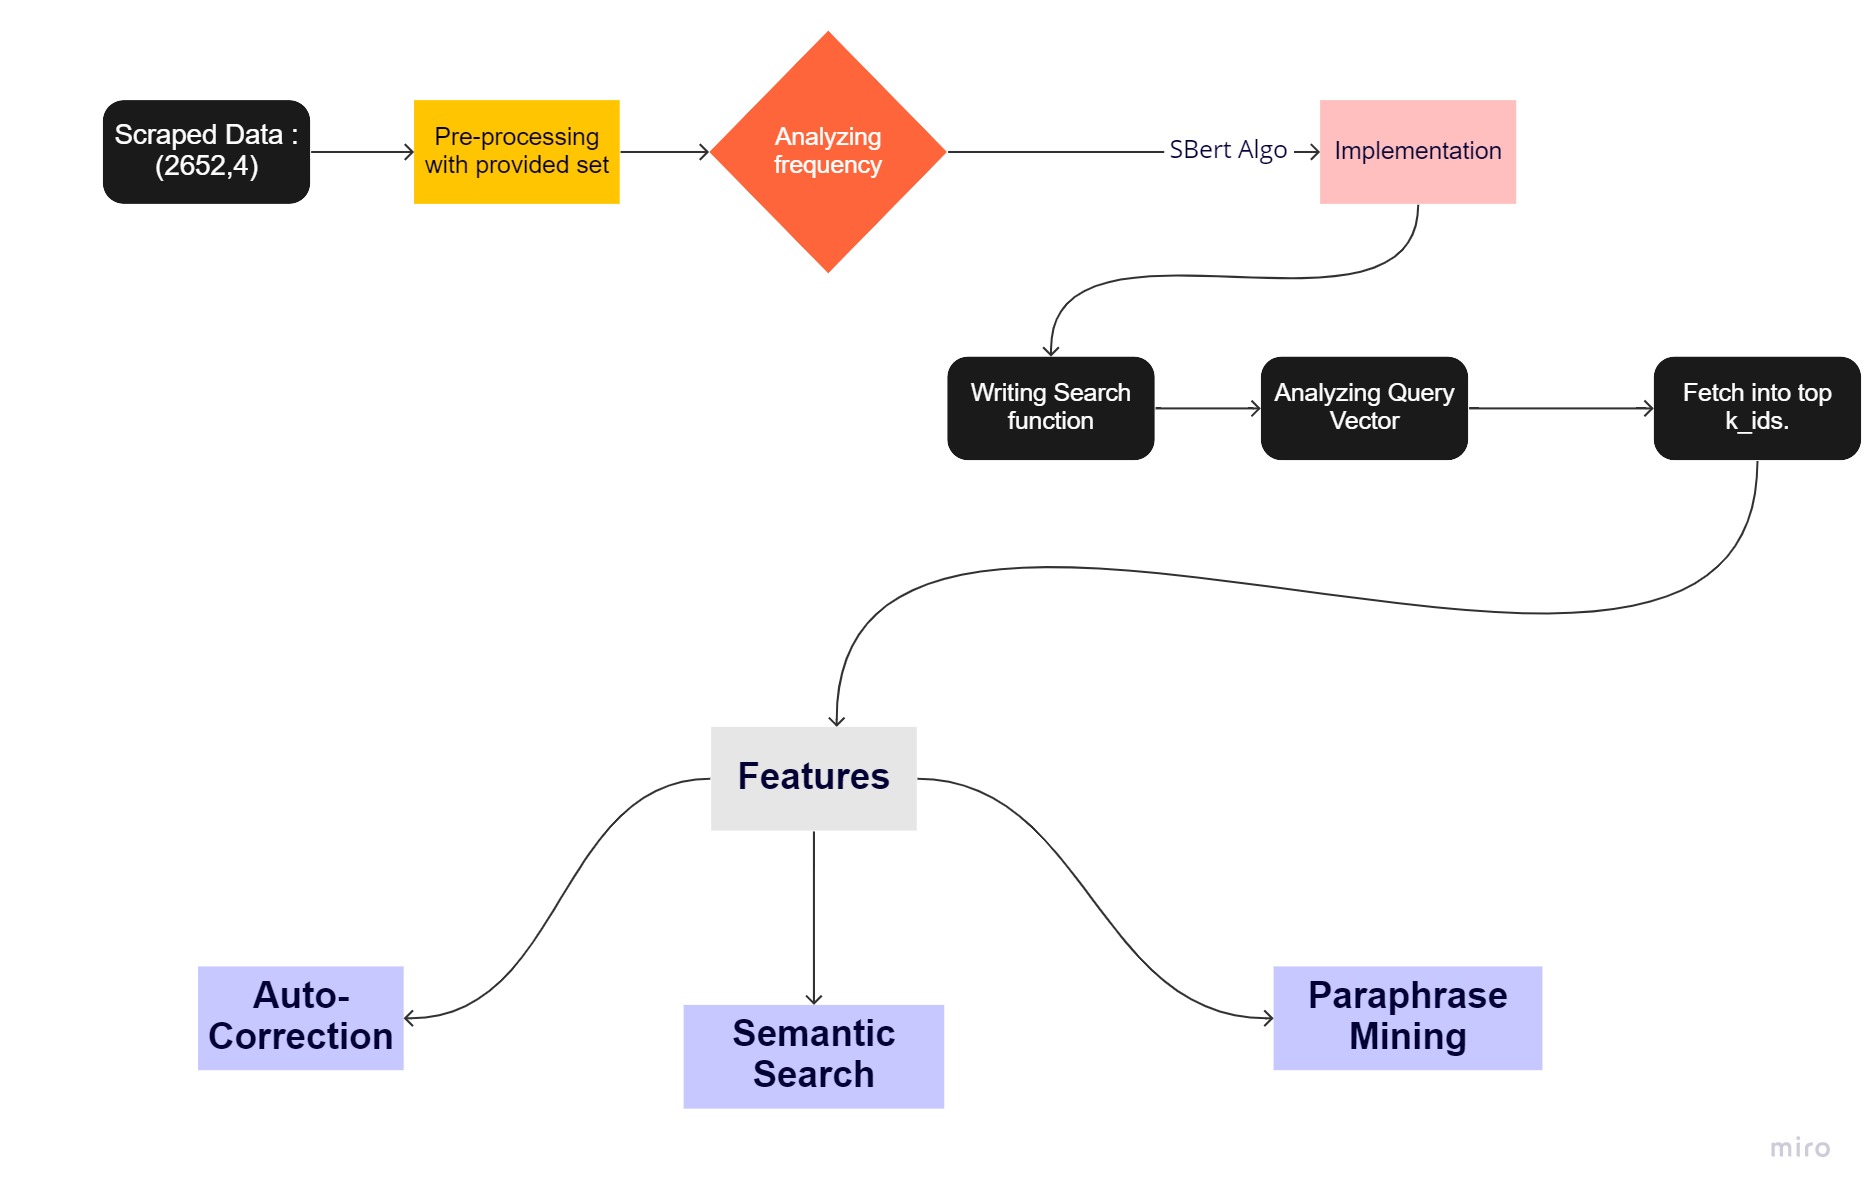 Scraped Data :
(2652,4)
Pre-processing
with provided set
Analyzing
frequency
SBert Algo
Implementation
Writing Search
function
Analyzing Query
Vector
Fetch into top
k_ids.
Features
Auto-
Correction
Semantic
Search
Paraphrase
Mining
miro